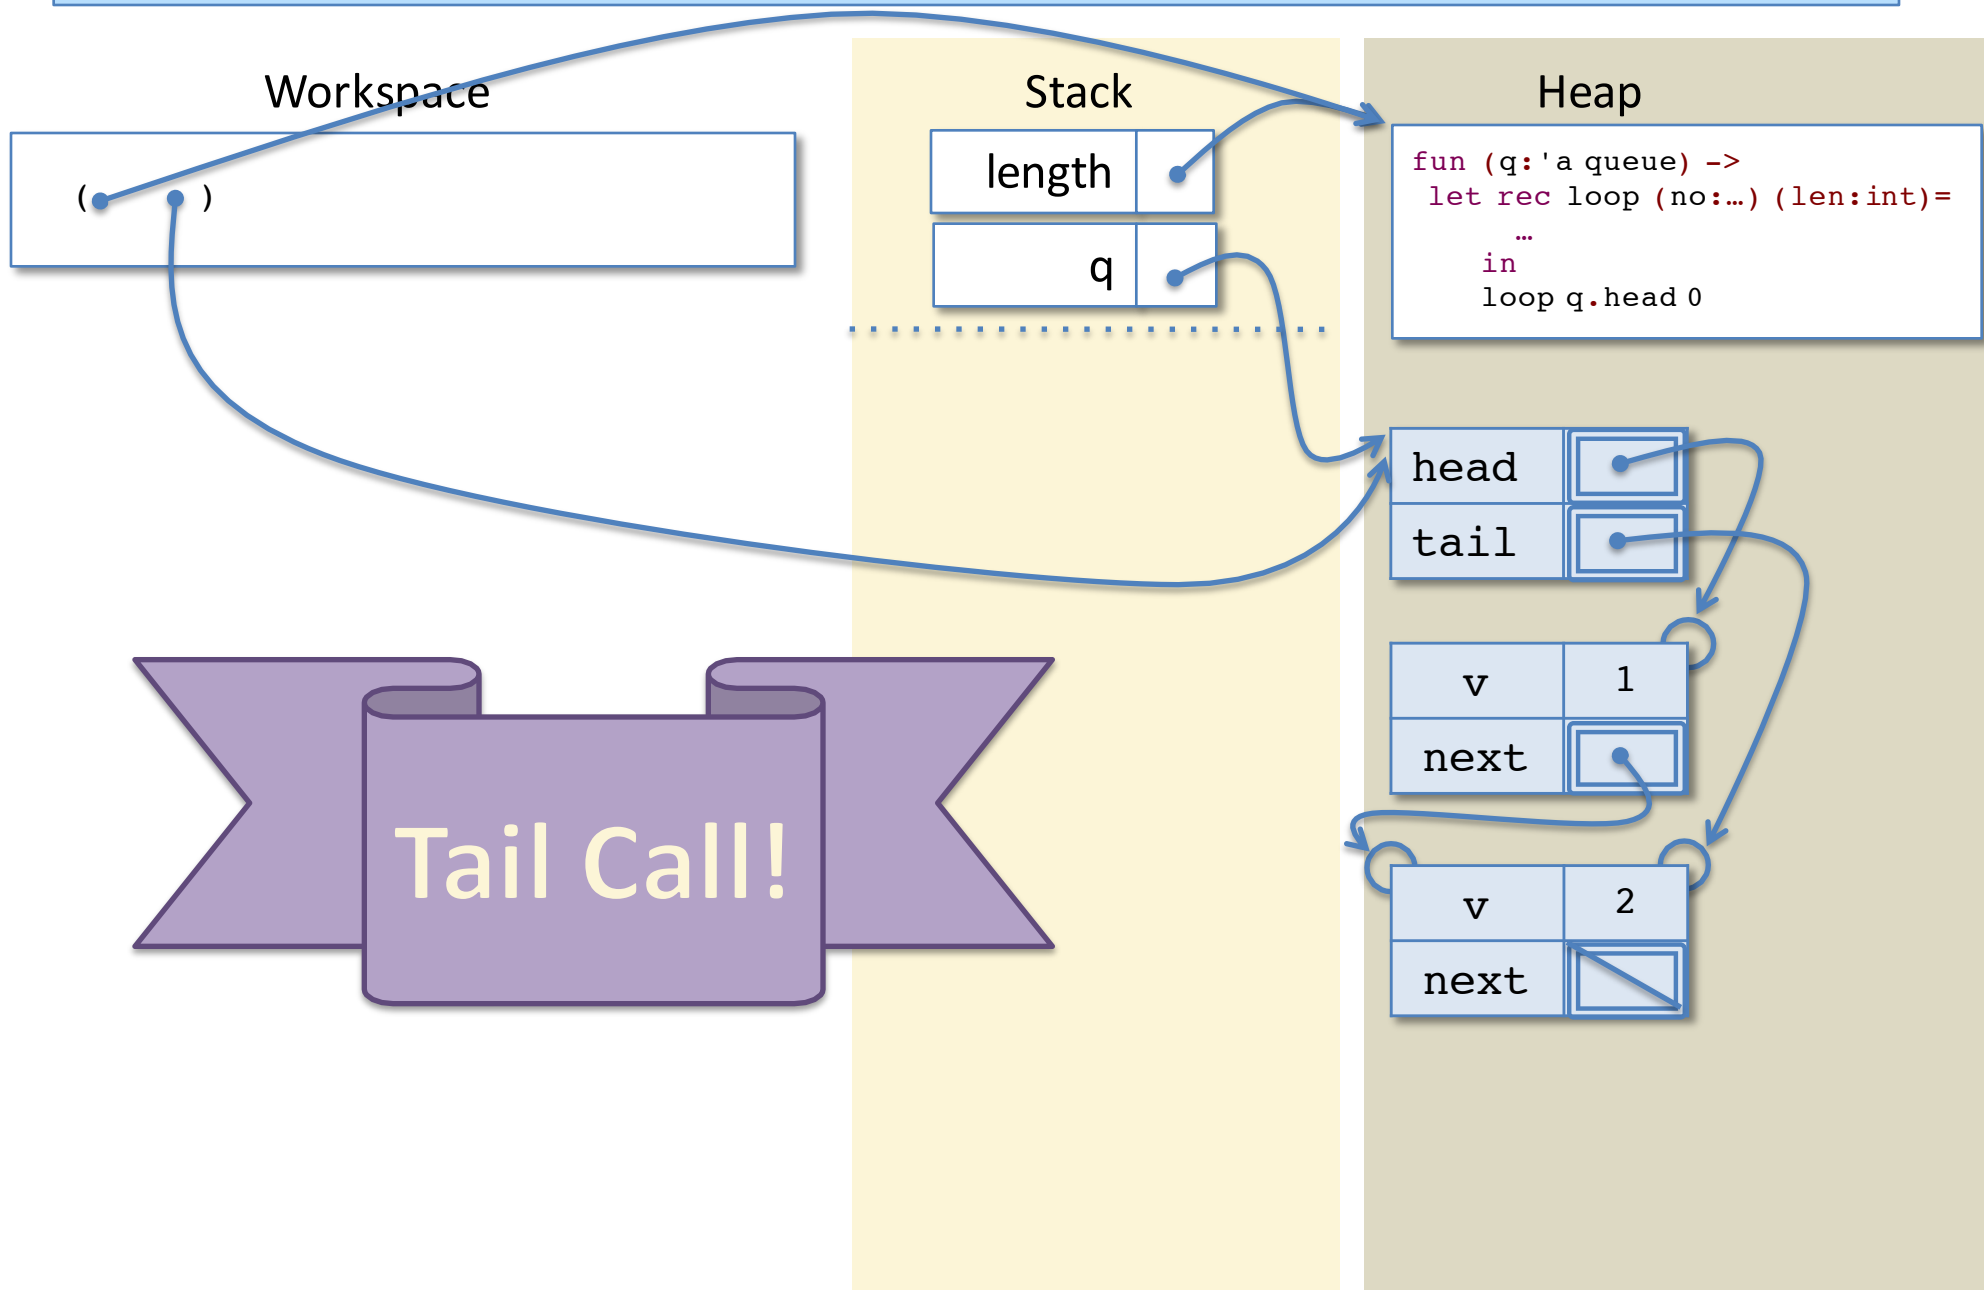 Workspace
Stack
Heap
( )
length
q
fun (q:'a queue) ->
let rec loop (no:…) (len:int)=
…
in
loop q.head 0
head
tail
v 1
next
v 2
next
Tail Call!